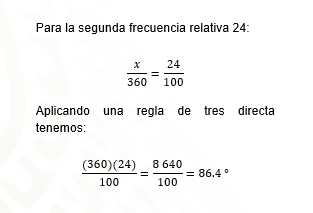 Para la segunda frecuencia relativa 24:
x/360 = 24/100
Aplicando una regla de tres directa
tenemos:
(360)(24)/100 = 8 640/100 = 86.4 °